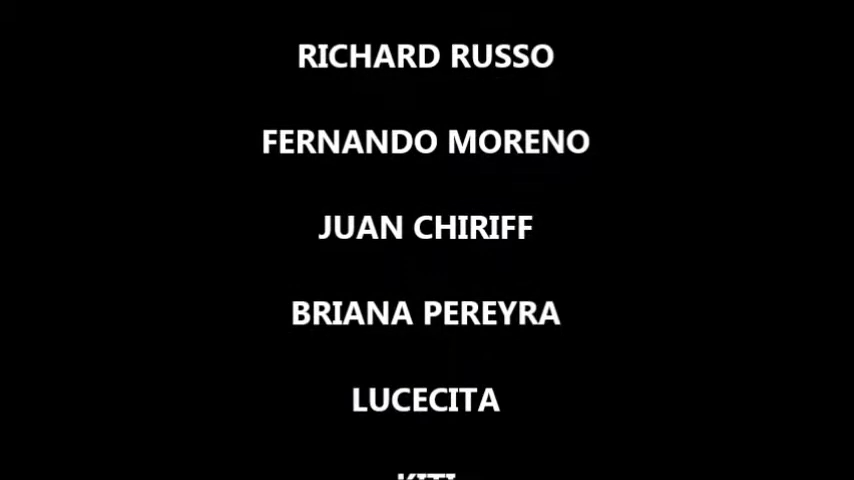 RICHARD RUSSO
FERNANDO MORENO
JUAN CHIRIFF
BRIANA PEREYRA
LUCECITA